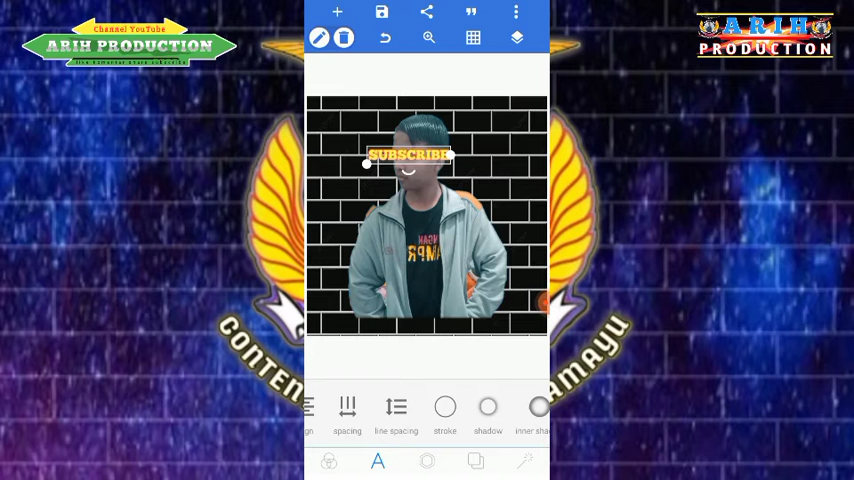 Channel YouTube
ARIH PRODUCTION
ARIH
PRODUCTION
SUBSCRIBE
CONTEN
AMAYU
spacing
line spacing
stroke
shadow
inner sha